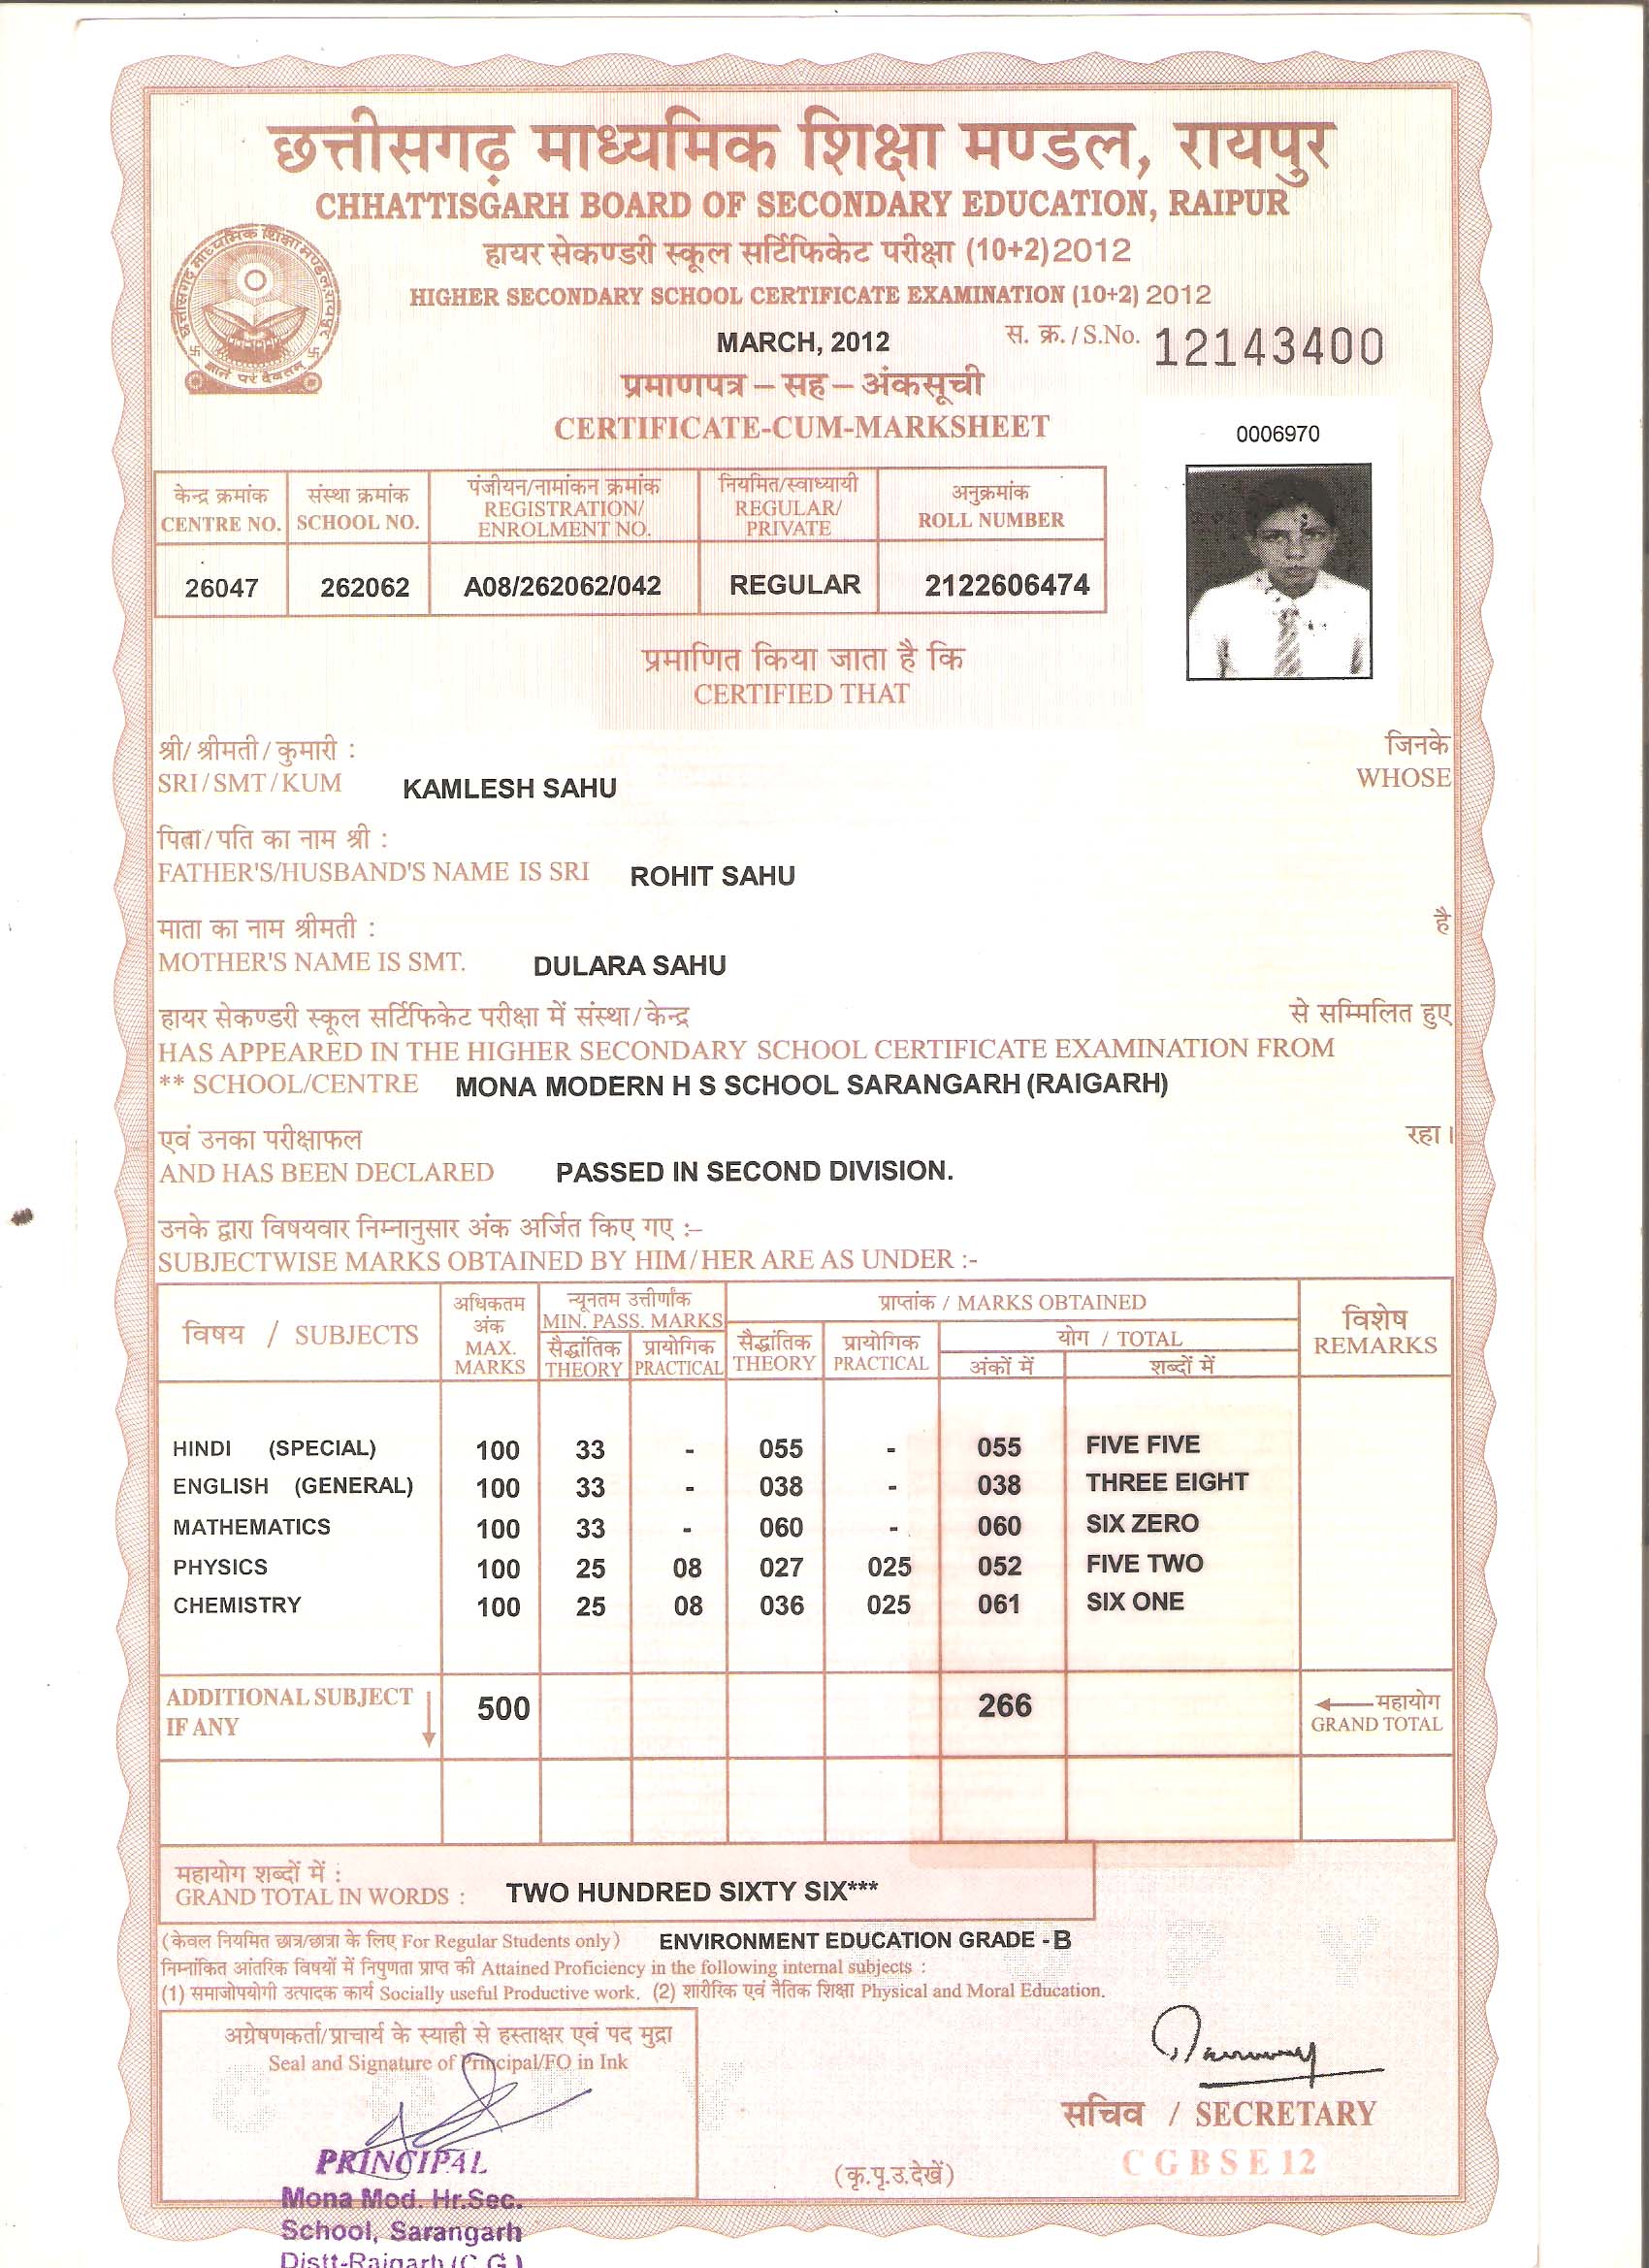 छत्तीसगढ़ माध्यमिक शिक्षा मण्डल, रायपुर
CHHATTISGARH BOARD OF SECONDARY EDUCATION, RAIPUR
हायर सेकण्डरी स्कूल सर्टिफिकेट परीक्षा (10+2) 2012
HIGHER SECONDARY SCHOOL CERTIFICATE EXAMINATION (10+2) 2012
MARCH, 2012
स. क्र. / S.No. 12143400
प्रमाणपत्र – सह – अंकसूची
CERTIFICATE-CUM-MARKSHEET
0006970
केन्द्र क्रमांक CENTRE NO. संस्था क्रमांक SCHOOL NO. पंजीयन/नामांकन क्रमांक REGISTRATION/ ENROLMENT NO. नियमित/स्वाध्यायी REGULAR/ PRIVATE अनुक्रमांक ROLL NUMBER
26047 262062 A08/262062/042 REGULAR 2122606474
प्रमाणित किया जाता है कि
CERTIFIED THAT
श्री/ श्रीमती / कुमारी : जिनके
SRI/SMT/KUM KAMLESH SAHU WHOSE
पिता/पति का नाम श्री :
FATHER'S/HUSBAND'S NAME IS SRI ROHIT SAHU
माता का नाम श्रीमती : है
MOTHER'S NAME IS SMT. DULARA SAHU
हायर सेकण्डरी स्कूल सर्टिफिकेट परीक्षा में संस्था/केन्द्र से सम्मिलित हुए
HAS APPEARED IN THE HIGHER SECONDARY SCHOOL CERTIFICATE EXAMINATION FROM
** SCHOOL/CENTRE MONA MODERN H S SCHOOL SARANGARH (RAIGARH)
एवं उनका परीक्षाफल रहा।
AND HAS BEEN DECLARED PASSED IN SECOND DIVISION.
उनके द्वारा विषयवार निम्नानुसार अंक अर्जित किए गए :–
SUBJECTWISE MARKS OBTAINED BY HIM/HER ARE AS UNDER :-
विषय / SUBJECTS अधिकतम अंक MAX. MARKS न्यूनतम उत्तीर्णांक MIN. PASS. MARKS प्राप्तांक / MARKS OBTAINED विशेष REMARKS
सैद्धांतिक THEORY प्रायोगिक PRACTICAL सैद्धांतिक THEORY प्रायोगिक PRACTICAL योग / TOTAL
अंकों में शब्दों में
HINDI (SPECIAL) 100 33 - 055 - 055 FIVE FIVE
ENGLISH (GENERAL) 100 33 - 038 - 038 THREE EIGHT
MATHEMATICS 100 33 - 060 - 060 SIX ZERO
PHYSICS 100 25 08 027 025 052 FIVE TWO
CHEMISTRY 100 25 08 036 025 061 SIX ONE
ADDITIONAL SUBJECT IF ANY 500 266 महायोग GRAND TOTAL
महायोग शब्दों में :
GRAND TOTAL IN WORDS : TWO HUNDRED SIXTY SIX***
(केवल नियमित छात्र/छात्रा के लिए For Regular Students only) ENVIRONMENT EDUCATION GRADE - B
निम्नांकित आंतरिक विषयों में निपुणता प्राप्त की Attained Proficiency in the following internal subjects :
(1) समाजोपयोगी उत्पादक कार्य Socially useful Productive work. (2) शारीरिक एवं नैतिक शिक्षा Physical and Moral Education.
अग्रेषणकर्ता/प्राचार्य के स्याही से हस्ताक्षर एवं पद मुद्रा
Seal and Signature of Principal/FO in Ink
PRINCIPAL
Mona Mod. Hr.Sec.
School, Sarangarh
Distt-Raigarh (C.G.)
सचिव / SECRETARY
C G B S E 12
(कृ.पृ.उ.देखें)